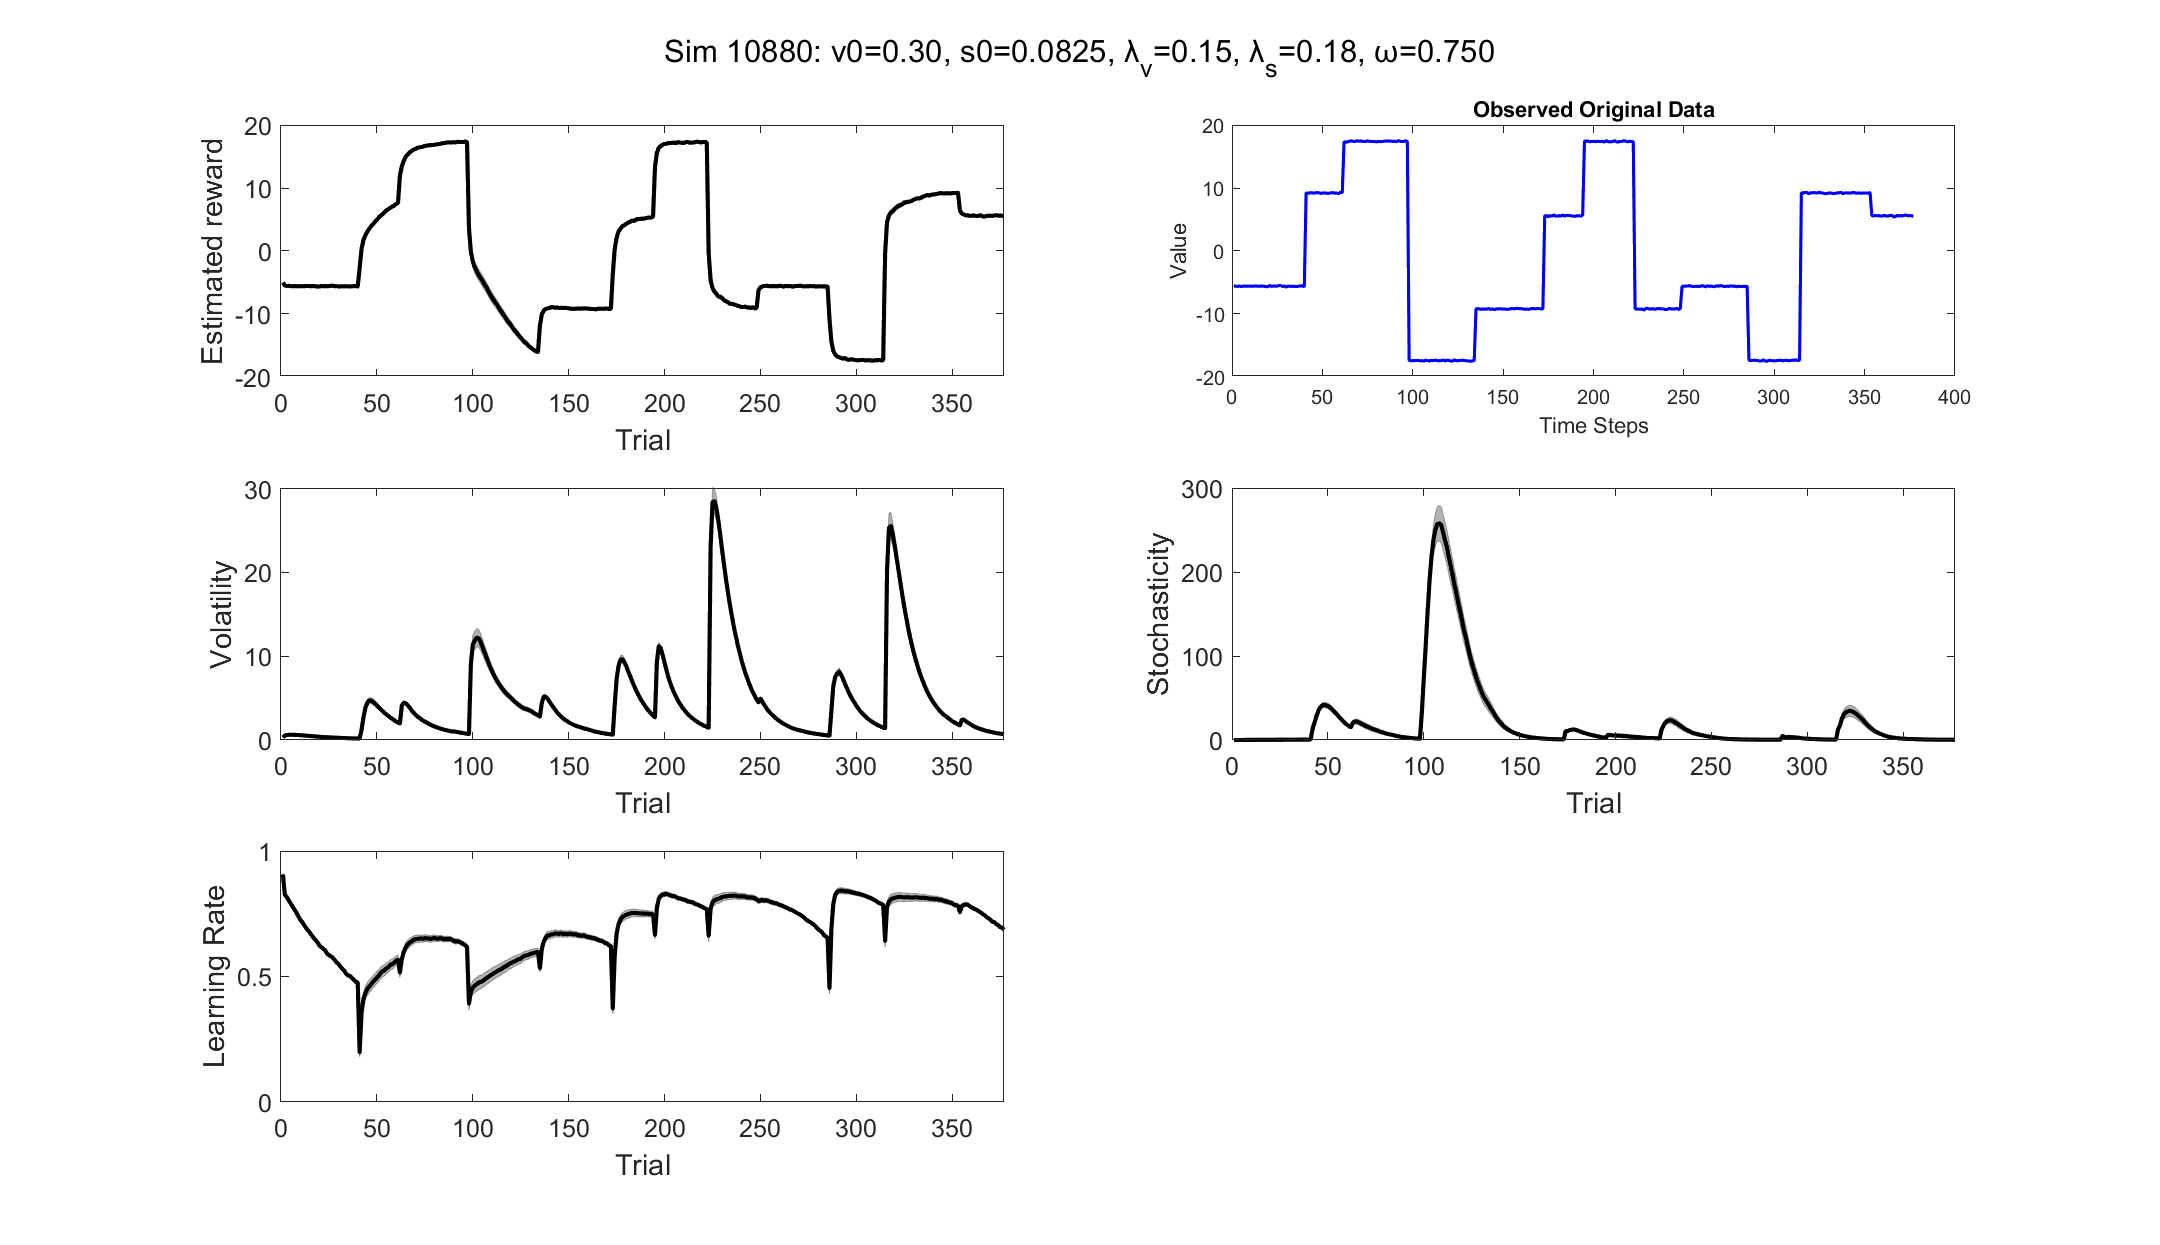 Sim 10880: v0=0.30, s0=0.0825, λv=0.15, λs=0.18, ω=0.750
Estimated reward
20
10
0
-10
-20
0 50 100 150 200 250 300 350
Trial
Observed Original Data
Value
20
10
0
-10
-20
0 50 100 150 200 250 300 350 400
Time Steps
Volatility
30
20
10
0
0 50 100 150 200 250 300 350
Trial
Stochasticity
300
200
100
0
0 50 100 150 200 250 300 350
Trial
Learning Rate
1
0.5
0
0 50 100 150 200 250 300 350
Trial